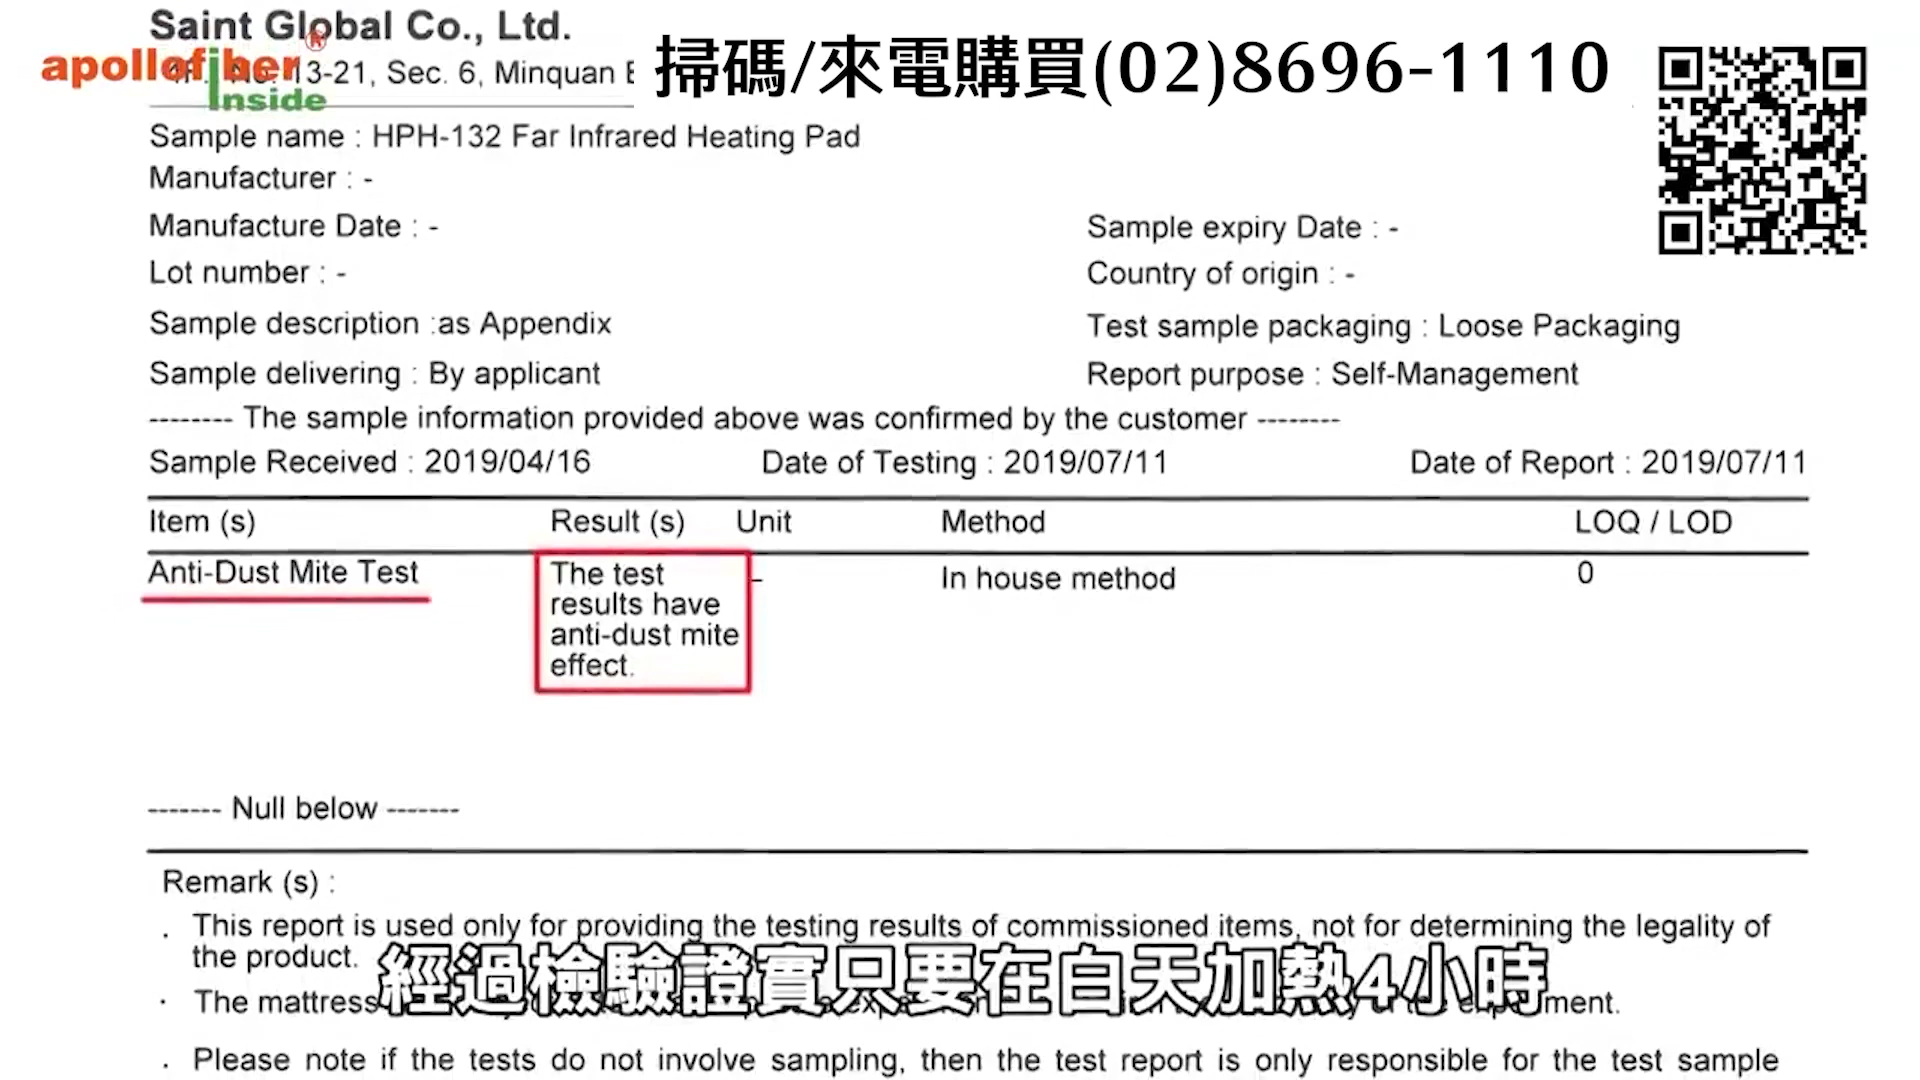 Saint Global Co., Ltd.
apollofiber®
Inside
13-21, Sec. 6, Minquan E
掃碼/來電購買(02)8696-1110
Sample name : HPH-132 Far Infrared Heating Pad
Manufacturer : -
Manufacture Date : -
Sample expiry Date : -
Lot number : -
Country of origin : -
Sample description :as Appendix
Test sample packaging : Loose Packaging
Sample delivering : By applicant
Report purpose : Self-Management
-------- The sample information provided above was confirmed by the customer --------
Sample Received : 2019/04/16 Date of Testing : 2019/07/11 Date of Report : 2019/07/11
Item (s) Result (s) Unit Method LOQ / LOD
Anti-Dust Mite Test
The test
results have
anti-dust mite
effect.
-
In house method
0
------- Null below -------
Remark (s) :
. This report is used only for providing the testing results of commissioned items, not for determining the legality of
the product.
· The mattress
經過檢驗證實只要在白天加熱4小時
. Please note if the tests do not involve sampling, then the test report is only responsible for the test sample